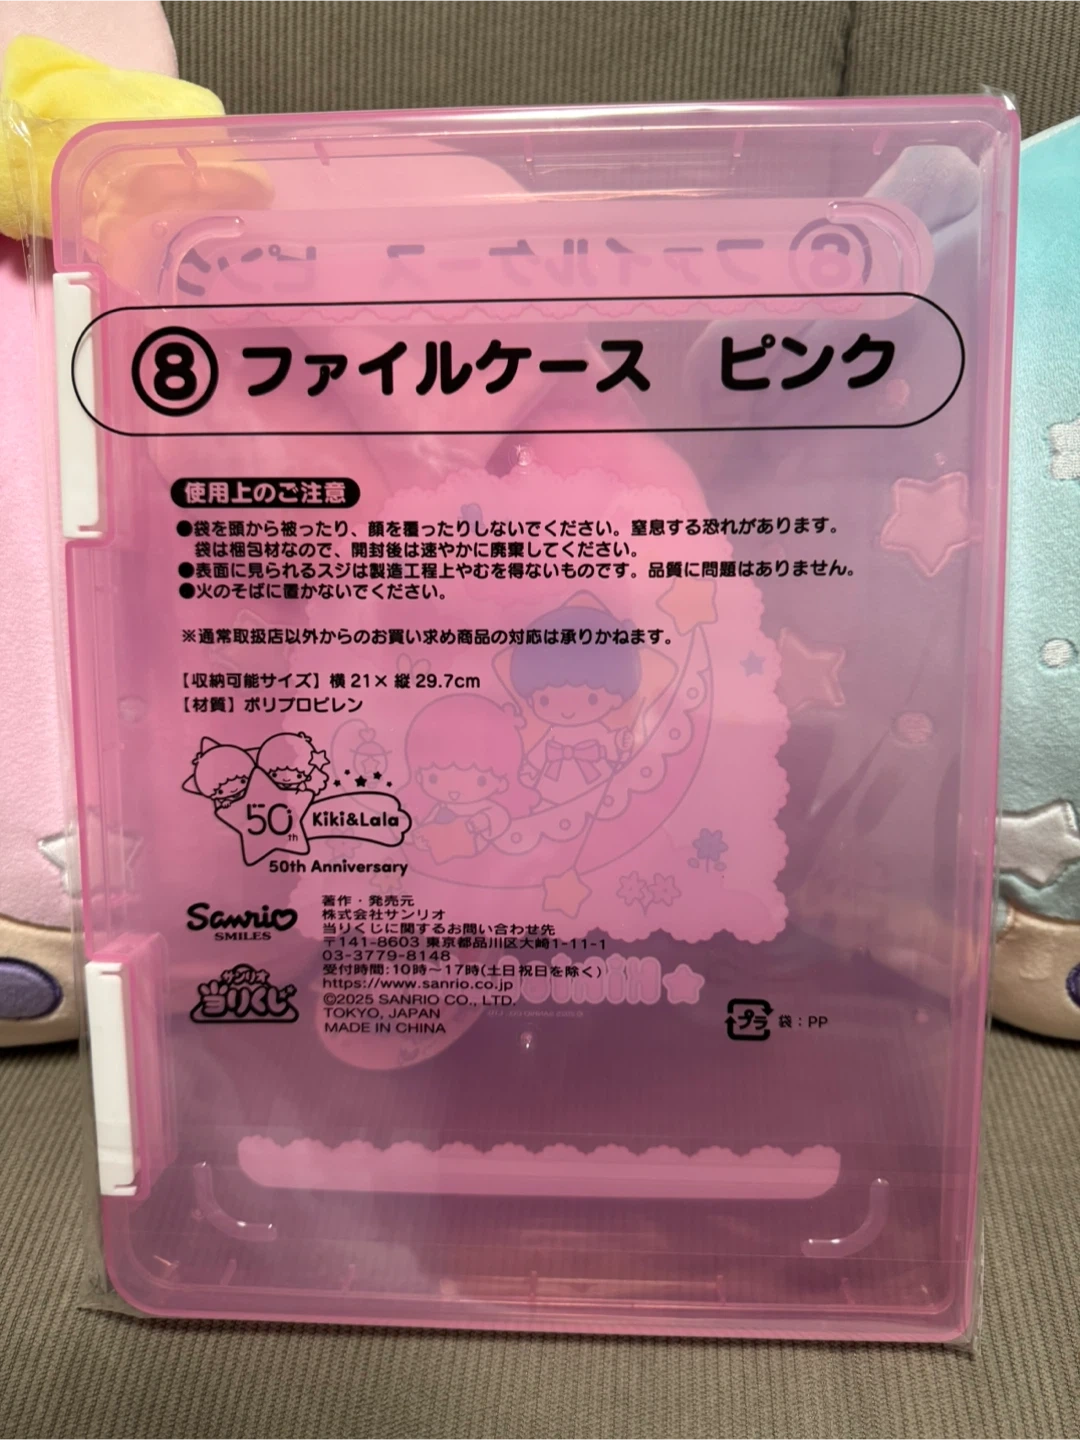 ⑧ファイルケース ピンク
使用上のご注意
●袋を頭から被ったり、顔を覆ったりしないでください。窒息する恐れがあります。
袋は梱包材なので、開封後は速やかに廃棄してください。
●表面に見られるスジは製造工程上やむを得ないものです。品質に問題はありません。
●火のそばに置かないでください。
※通常取扱店以外からのお買い求め商品の対応は承りかねます。
【収納可能サイズ】横21×縦29.7cm
【材質】ポリプロピレン
50th
Kiki&Lala
50th Anniversary
Sanrio
SMILES
サンリオ
当りくじ
著作・発売元
株式会社サンリオ
当りくじに関するお問い合わせ先
〒141-8603 東京都品川区大崎1-11-1
03-3779-8148
受付時間:10時～17時(土日祝日を除く)
https://www.sanrio.co.jp
©2025 SANRIO CO., LTD.
TOKYO, JAPAN
MADE IN CHINA
プラ 袋:PP